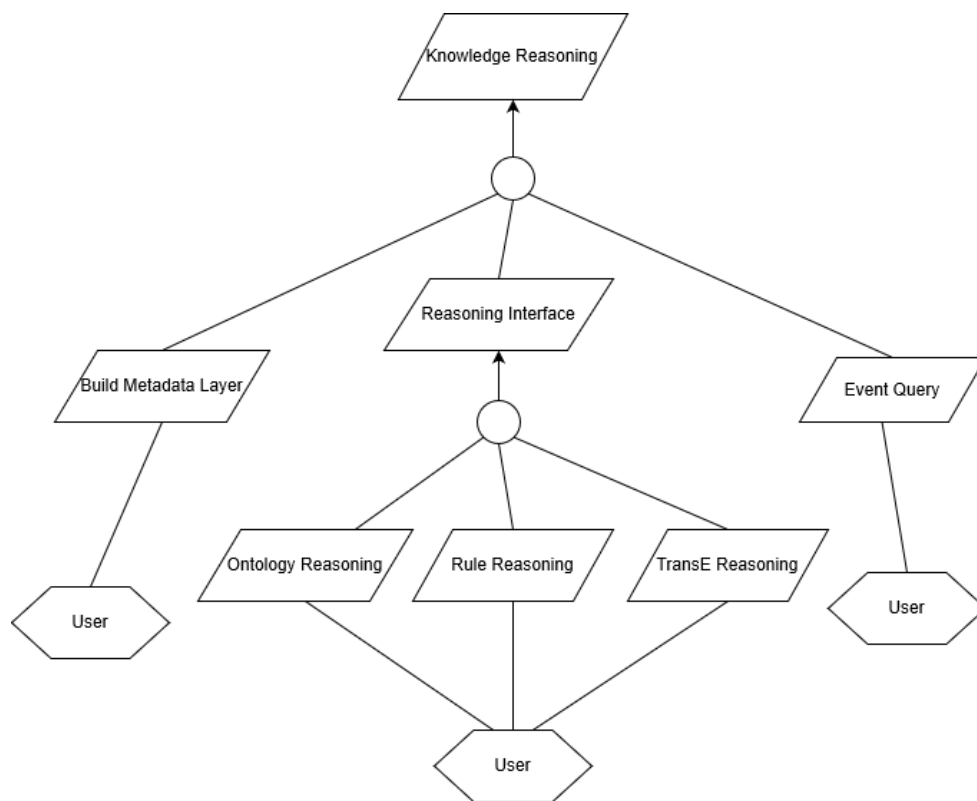 Knowledge Reasoning
Reasoning Interface
Build Metadata Layer
Event Query
Ontology Reasoning
Rule Reasoning
TransE Reasoning
User
User
User